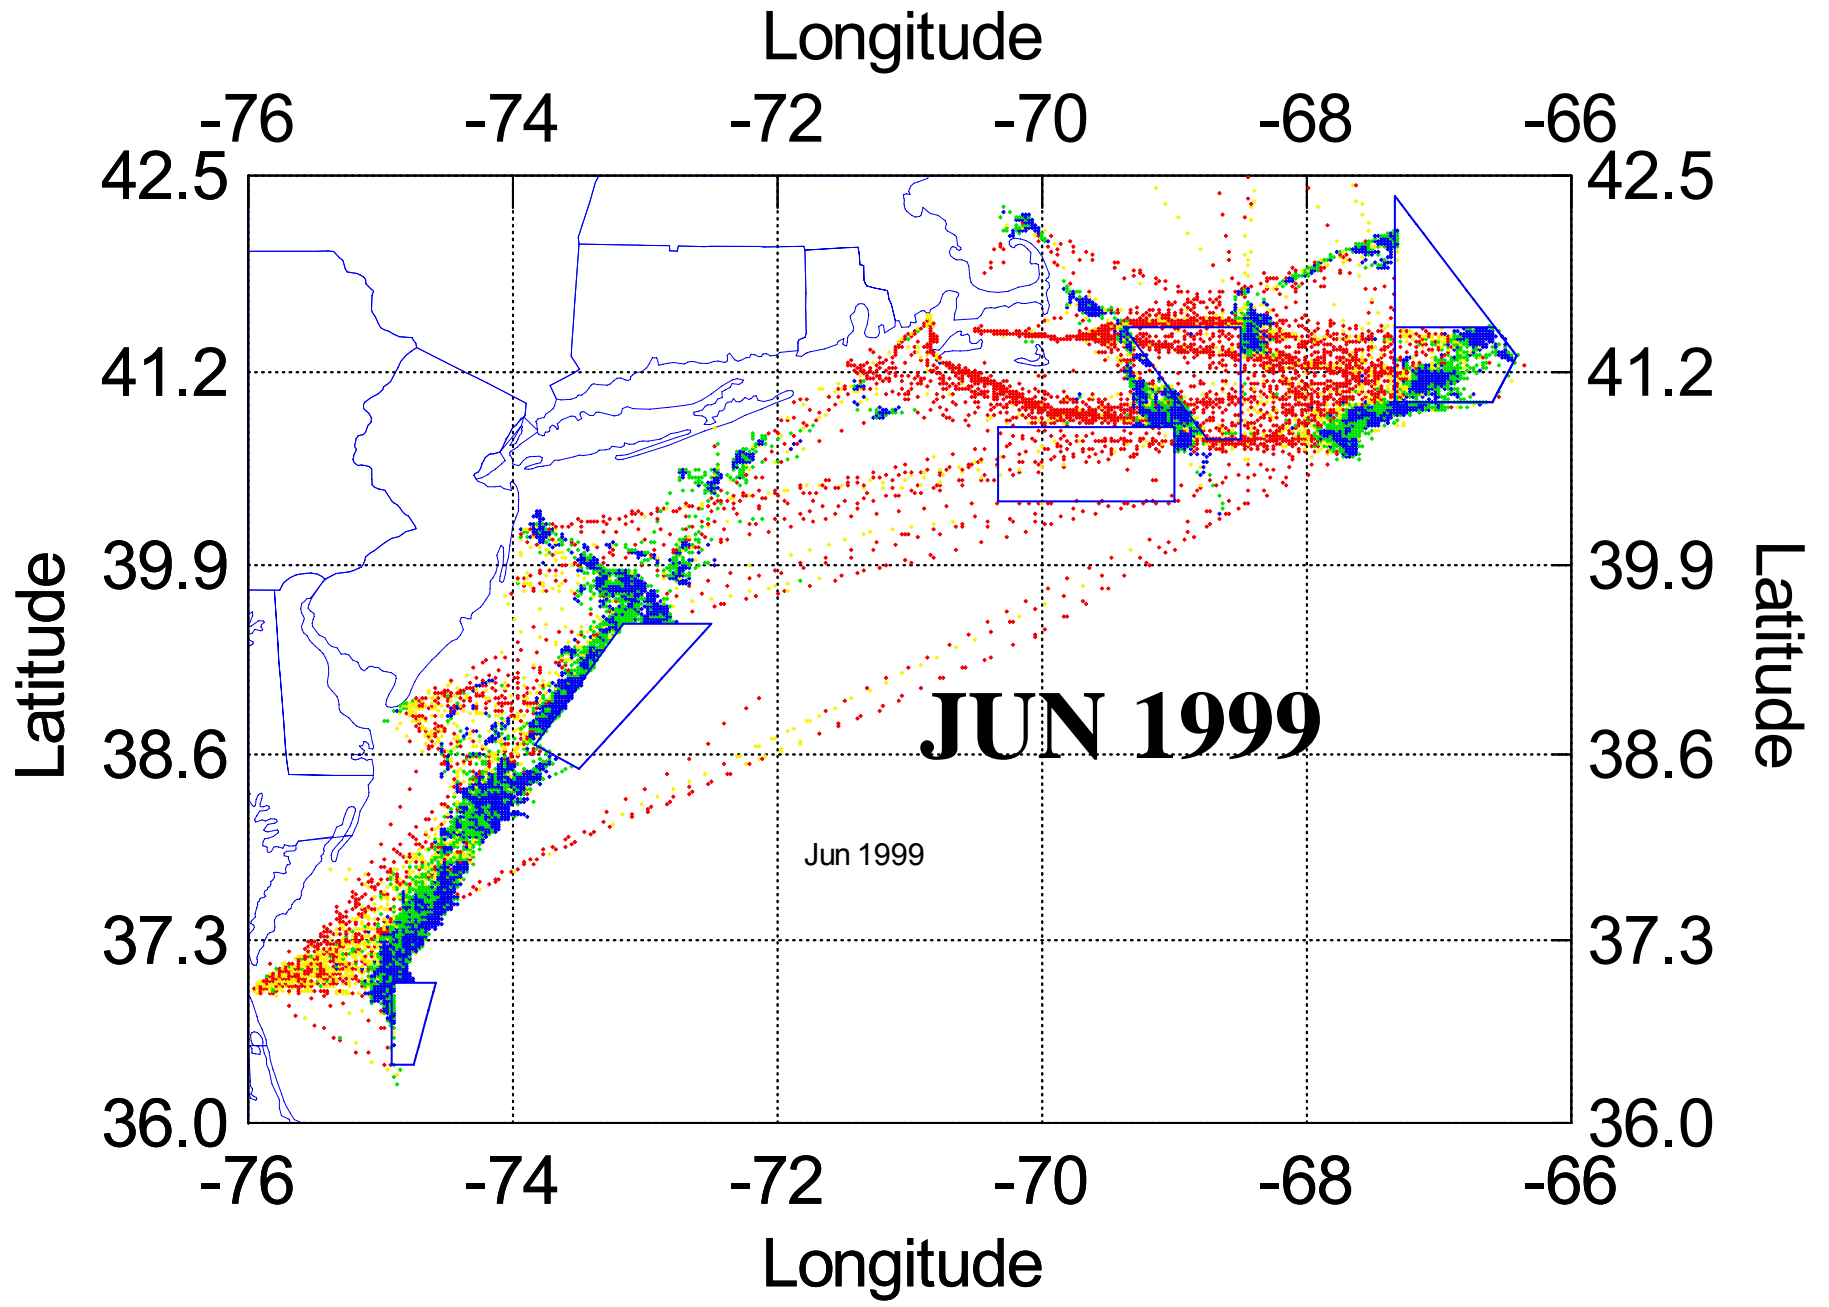 Longitude
-76 -74 -72 -70 -68 -66
42.5 42.5
41.2 41.2
39.9 39.9
Latitude Latitude
JUN 1999
38.6 38.6
Jun 1999
37.3 37.3
36.0 36.0
-76 -74 -72 -70 -68 -66
Longitude